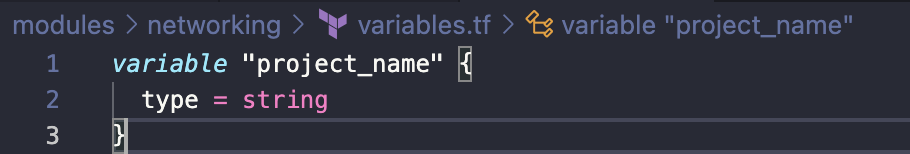 modules > networking > variables.tf > variable "project_name"
1 variable "project_name" {
2   type = string
3 }